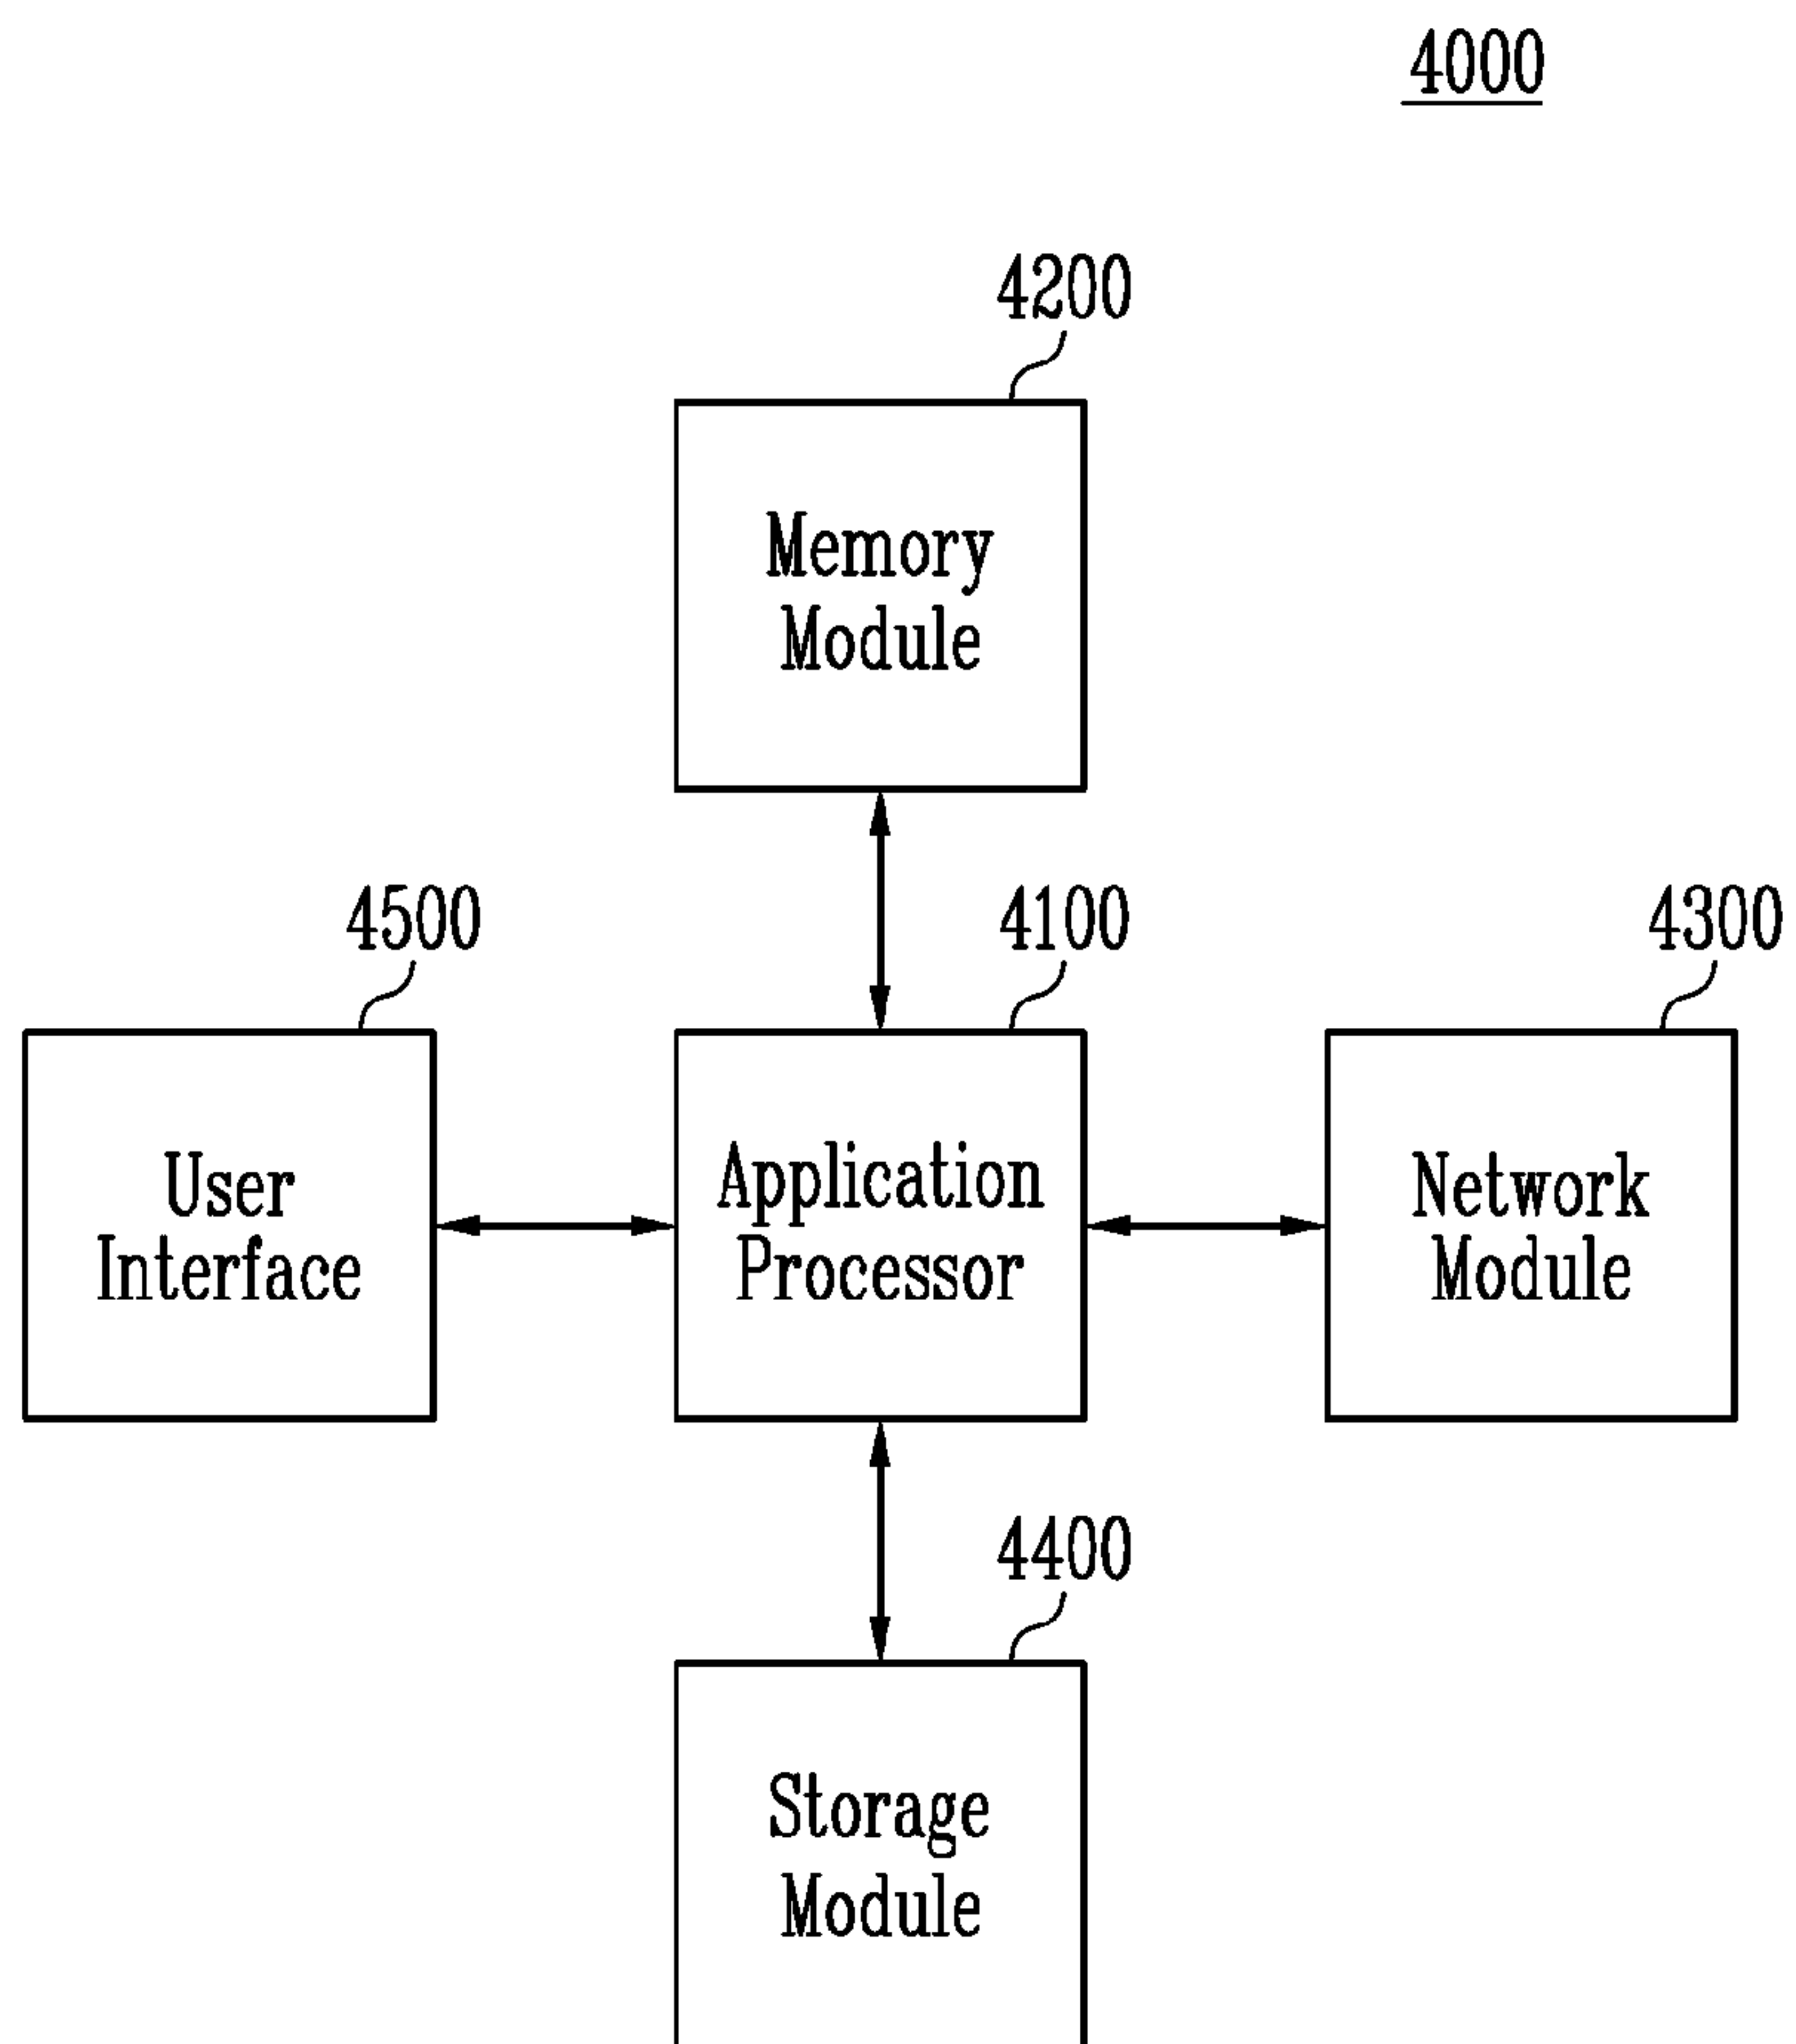 4000
4200
Memory
Module
4500
4100
4300
User
Interface
Application
Processor
Network
Module
4400
Storage
Module